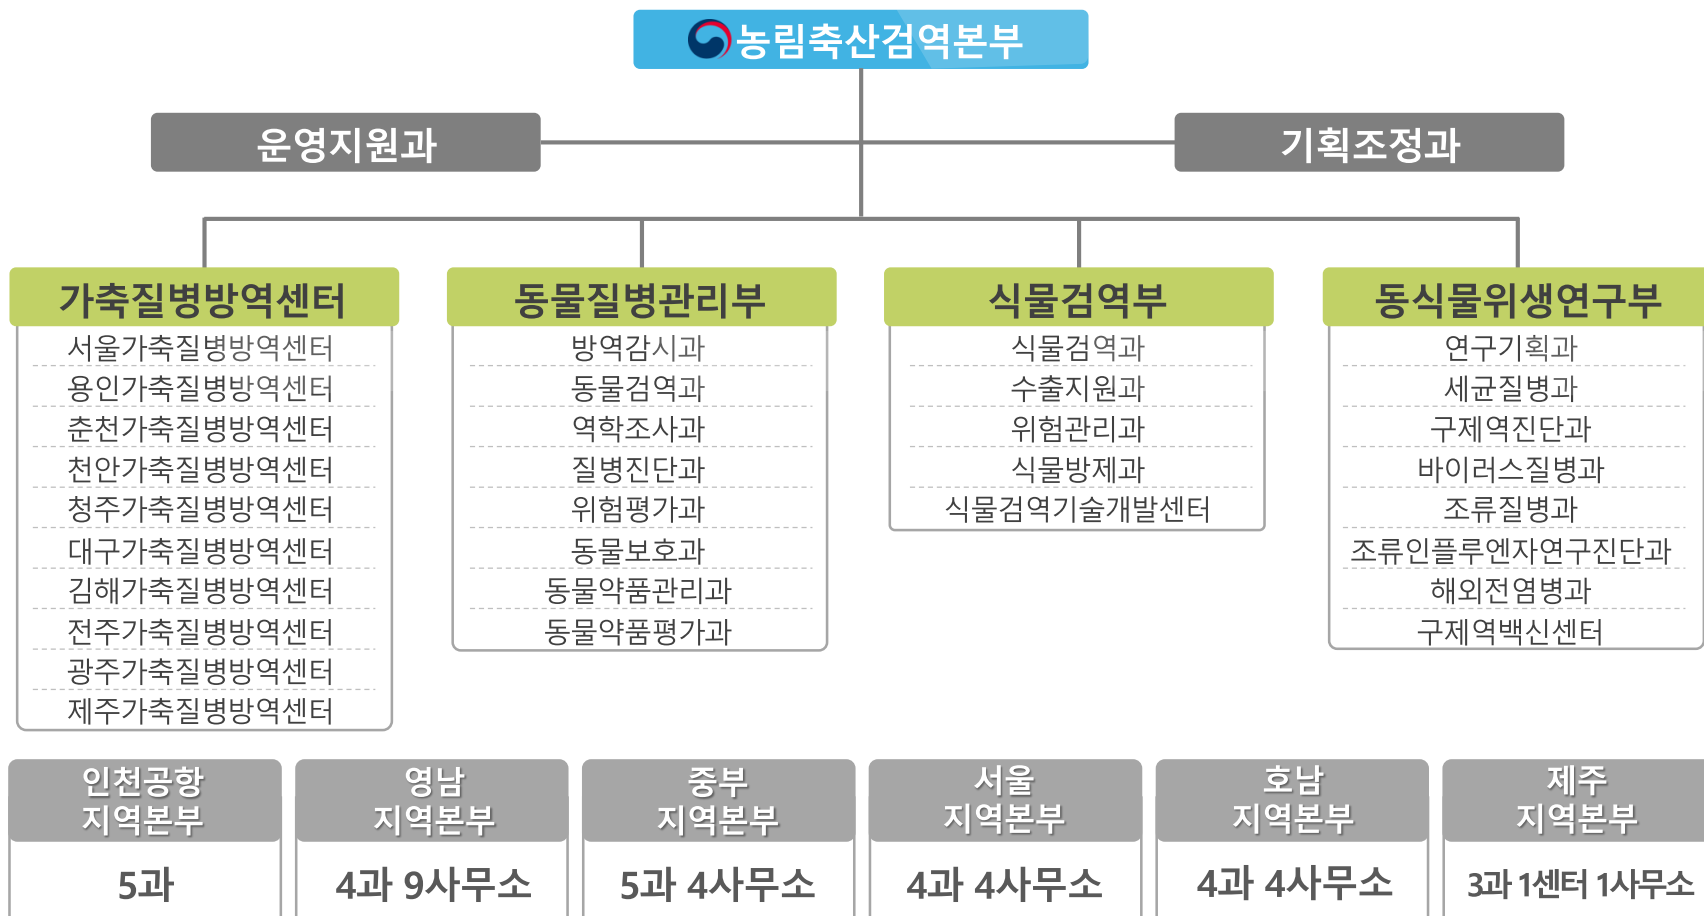 농림축산검역본부
운영지원과
기획조정과
가축질병방역센터
서울가축질병방역센터
용인가축질병방역센터
춘천가축질병방역센터
천안가축질병방역센터
청주가축질병방역센터
대구가축질병방역센터
김해가축질병방역센터
전주가축질병방역센터
광주가축질병방역센터
제주가축질병방역센터
동물질병관리부
방역감시과
동물검역과
역학조사과
질병진단과
위험평가과
동물보호과
동물약품관리과
동물약품평가과
식물검역부
식물검역과
수출지원과
위험관리과
식물방제과
식물검역기술개발센터
동식물위생연구부
연구기획과
세균질병과
구제역진단과
바이러스질병과
조류질병과
조류인플루엔자연구진단과
해외전염병과
구제역백신센터
인천공항
지역본부
5과
영남
지역본부
4과 9사무소
중부
지역본부
5과 4사무소
서울
지역본부
4과 4사무소
호남
지역본부
4과 4사무소
제주
지역본부
3과 1센터 1사무소